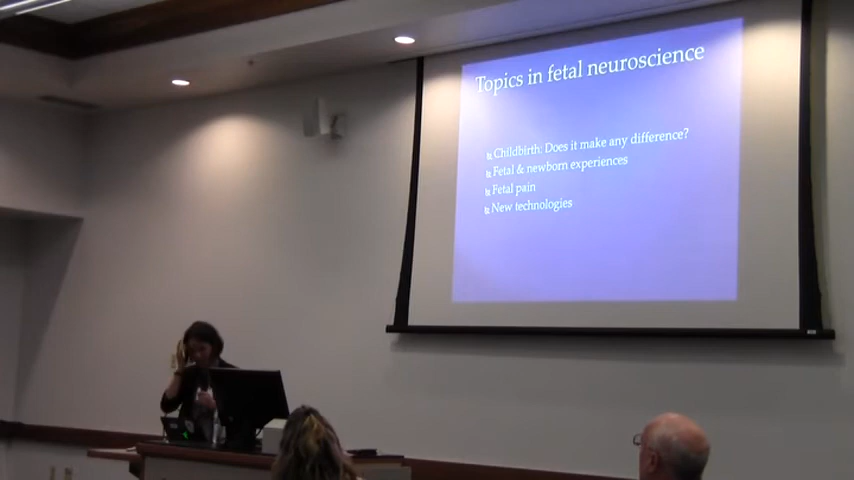 Topics in fetal neuroscience
Childbirth: Does it make any difference?
Fetal & newborn experiences
Fetal pain
New technologies